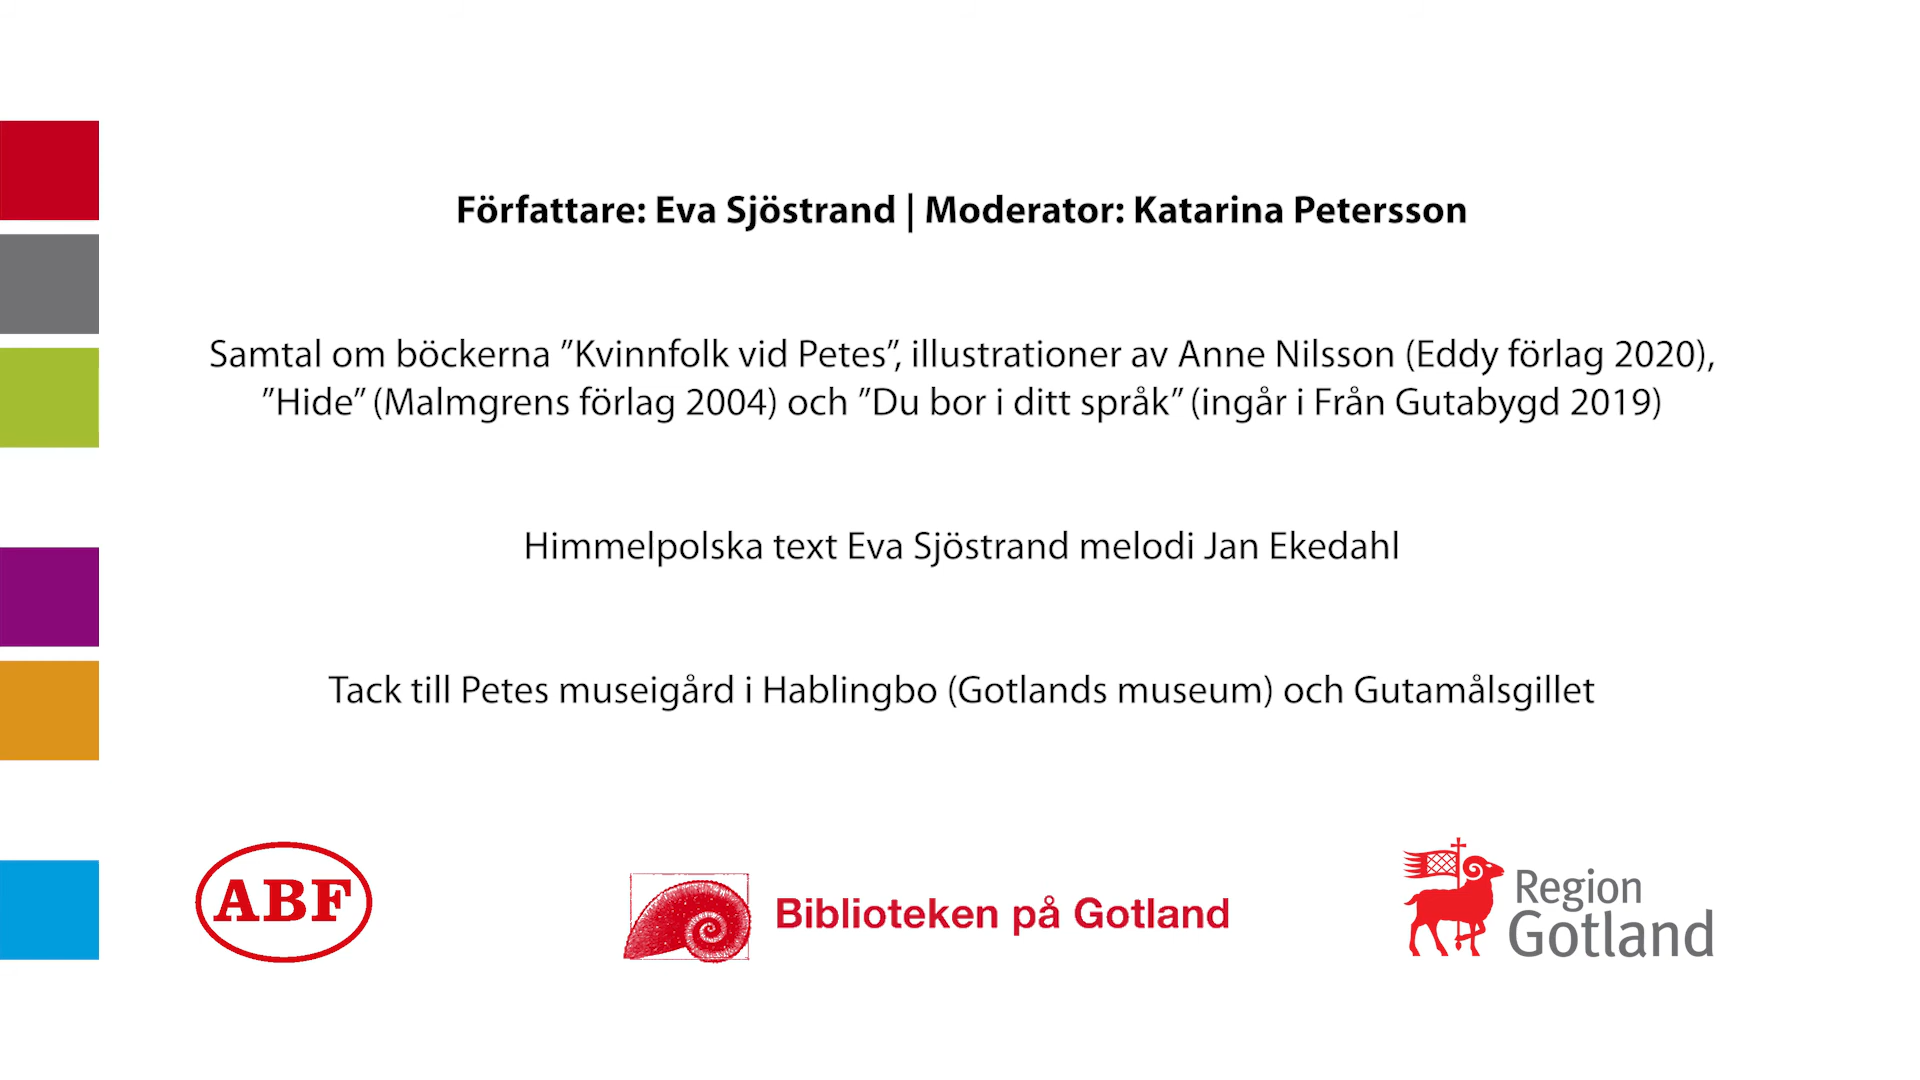 Författare: Eva Sjöstrand | Moderator: Katarina Petersson
Samtal om böckerna ”Kvinnfolk vid Petes”, illustrationer av Anne Nilsson (Eddy förlag 2020),
”Hide” (Malmgrens förlag 2004) och ”Du bor i ditt språk” (ingår i Från Gutabygd 2019)
Himmelpolska text Eva Sjöstrand melodi Jan Ekedahl
Tack till Petes museigård i Hablingbo (Gotlands museum) och Gutamålsgillet
ABF
Biblioteken på Gotland
Region
Gotland